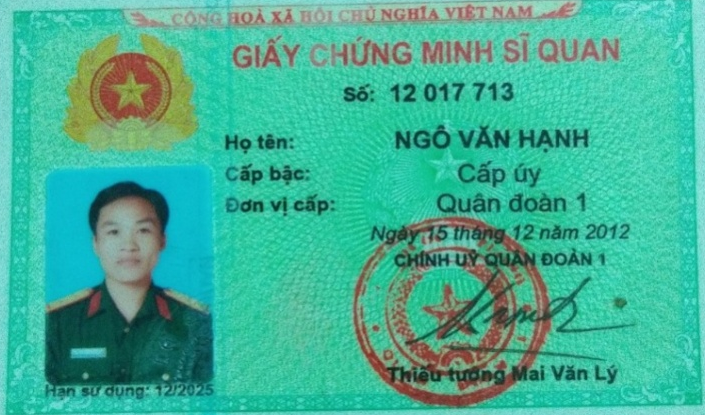 CỘNG HOÀ XÃ HỘI CHỦ NGHĨA VIỆT NAM
GIẤY CHỨNG MINH SĨ QUAN
Số: 12 017 713
Họ tên: NGÔ VĂN HẠNH
Cấp bậc: Cấp úy
Đơn vị cấp: Quân đoàn 1
Ngày 15 tháng 12 năm 2012
CHÍNH UỶ QUÂN ĐOÀN 1
Thiếu tướng Mai Văn Lý
Hạn sử dụng: 12/2025